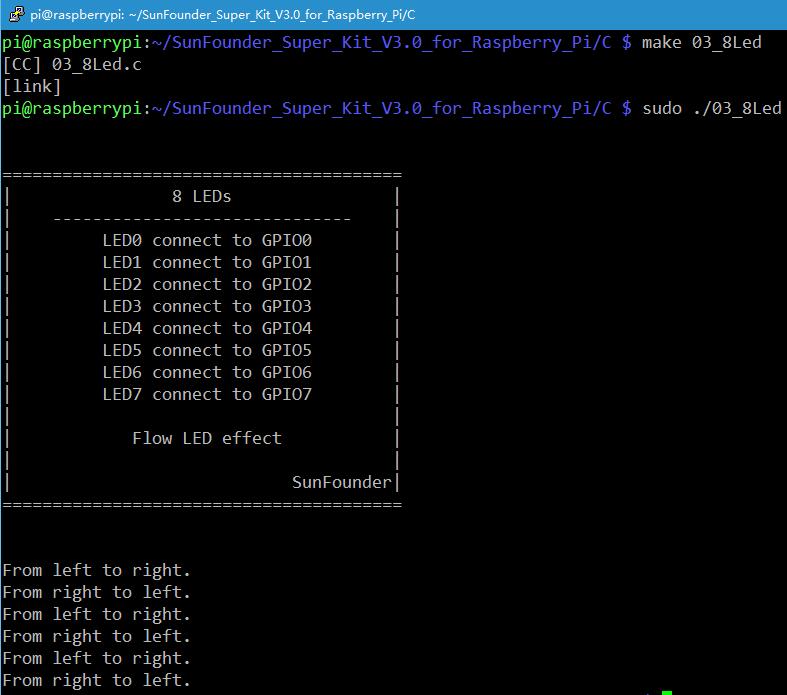 pi@raspberrypi: ~/SunFounder_Super_Kit_V3.0_for_Raspberry_Pi/C
pi@raspberrypi:~/SunFounder_Super_Kit_V3.0_for_Raspberry_Pi/C $ make 03_8Led
[CC] 03_8Led.c
[link]
pi@raspberrypi:~/SunFounder_Super_Kit_V3.0_for_Raspberry_Pi/C $ sudo ./03_8Led
========================================
|                8 LEDs                |
|    ------------------------------    |
|         LED0 connect to GPIO0        |
|         LED1 connect to GPIO1        |
|         LED2 connect to GPIO2        |
|         LED3 connect to GPIO3        |
|         LED4 connect to GPIO4        |
|         LED5 connect to GPIO5        |
|         LED6 connect to GPIO6        |
|         LED7 connect to GPIO7        |
|                                      |
|            Flow LED effect           |
|                                      |
|                            SunFounder|
========================================
From left to right.
From right to left.
From left to right.
From right to left.
From left to right.
From right to left.